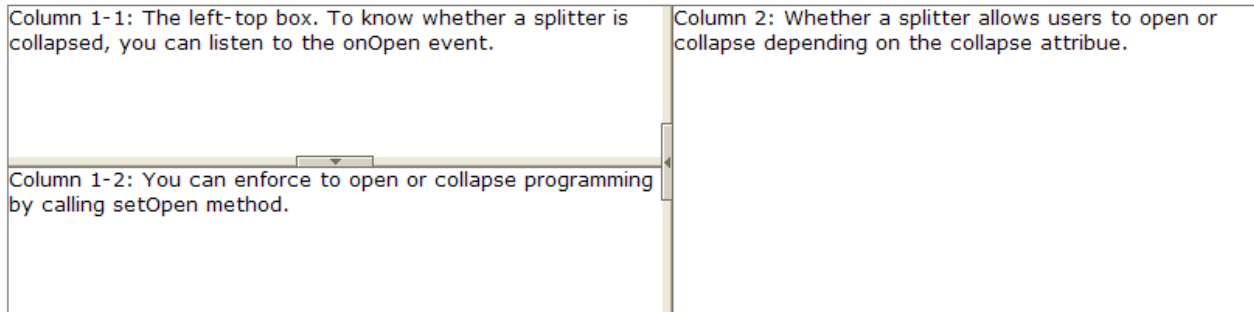 Column 1-1: The left-top box. To know whether a splitter is
collapsed, you can listen to the onOpen event.
Column 1-2: You can enforce to open or collapse programming
by calling setOpen method.
Column 2: Whether a splitter allows users to open or
collapse depending on the collapse attribue.